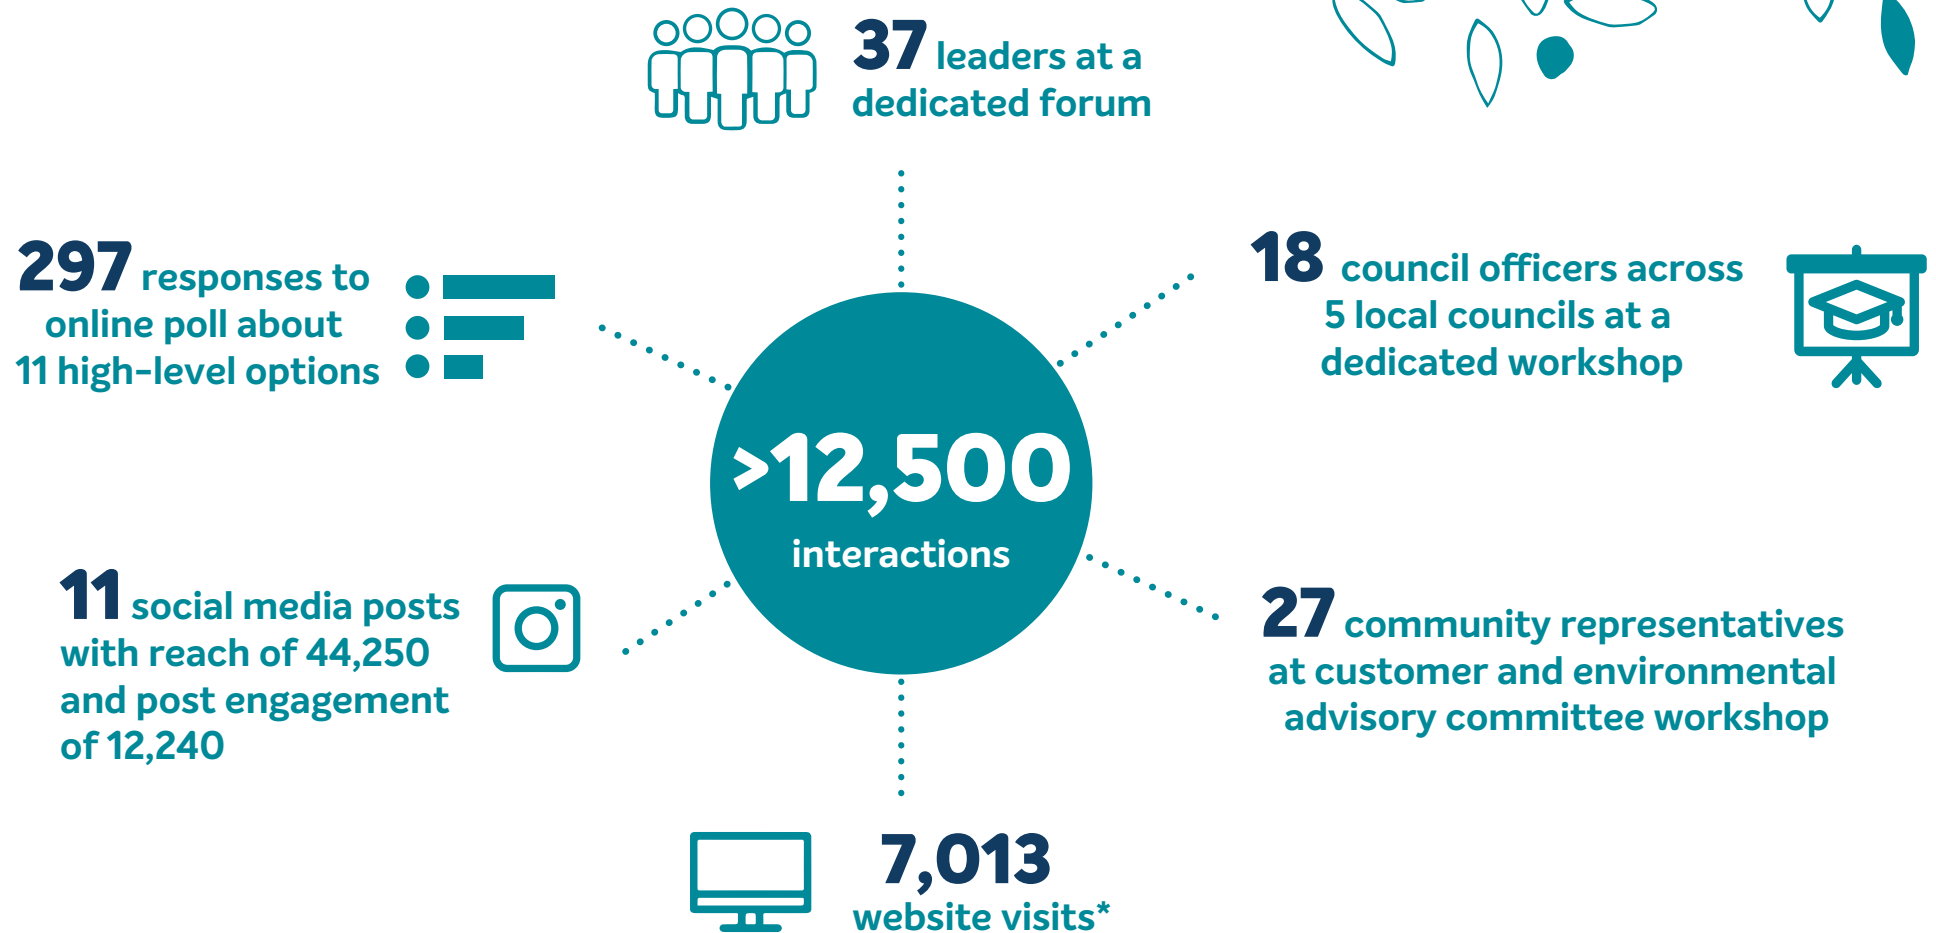 37 leaders at a
dedicated forum
297 responses to
online poll about
11 high-level options
18 council officers across
5 local councils at a
dedicated workshop
>12,500
interactions
11 social media posts
with reach of 44,250
and post engagement
of 12,240
27 community representatives
at customer and environmental
advisory committee workshop
7,013
website visits*